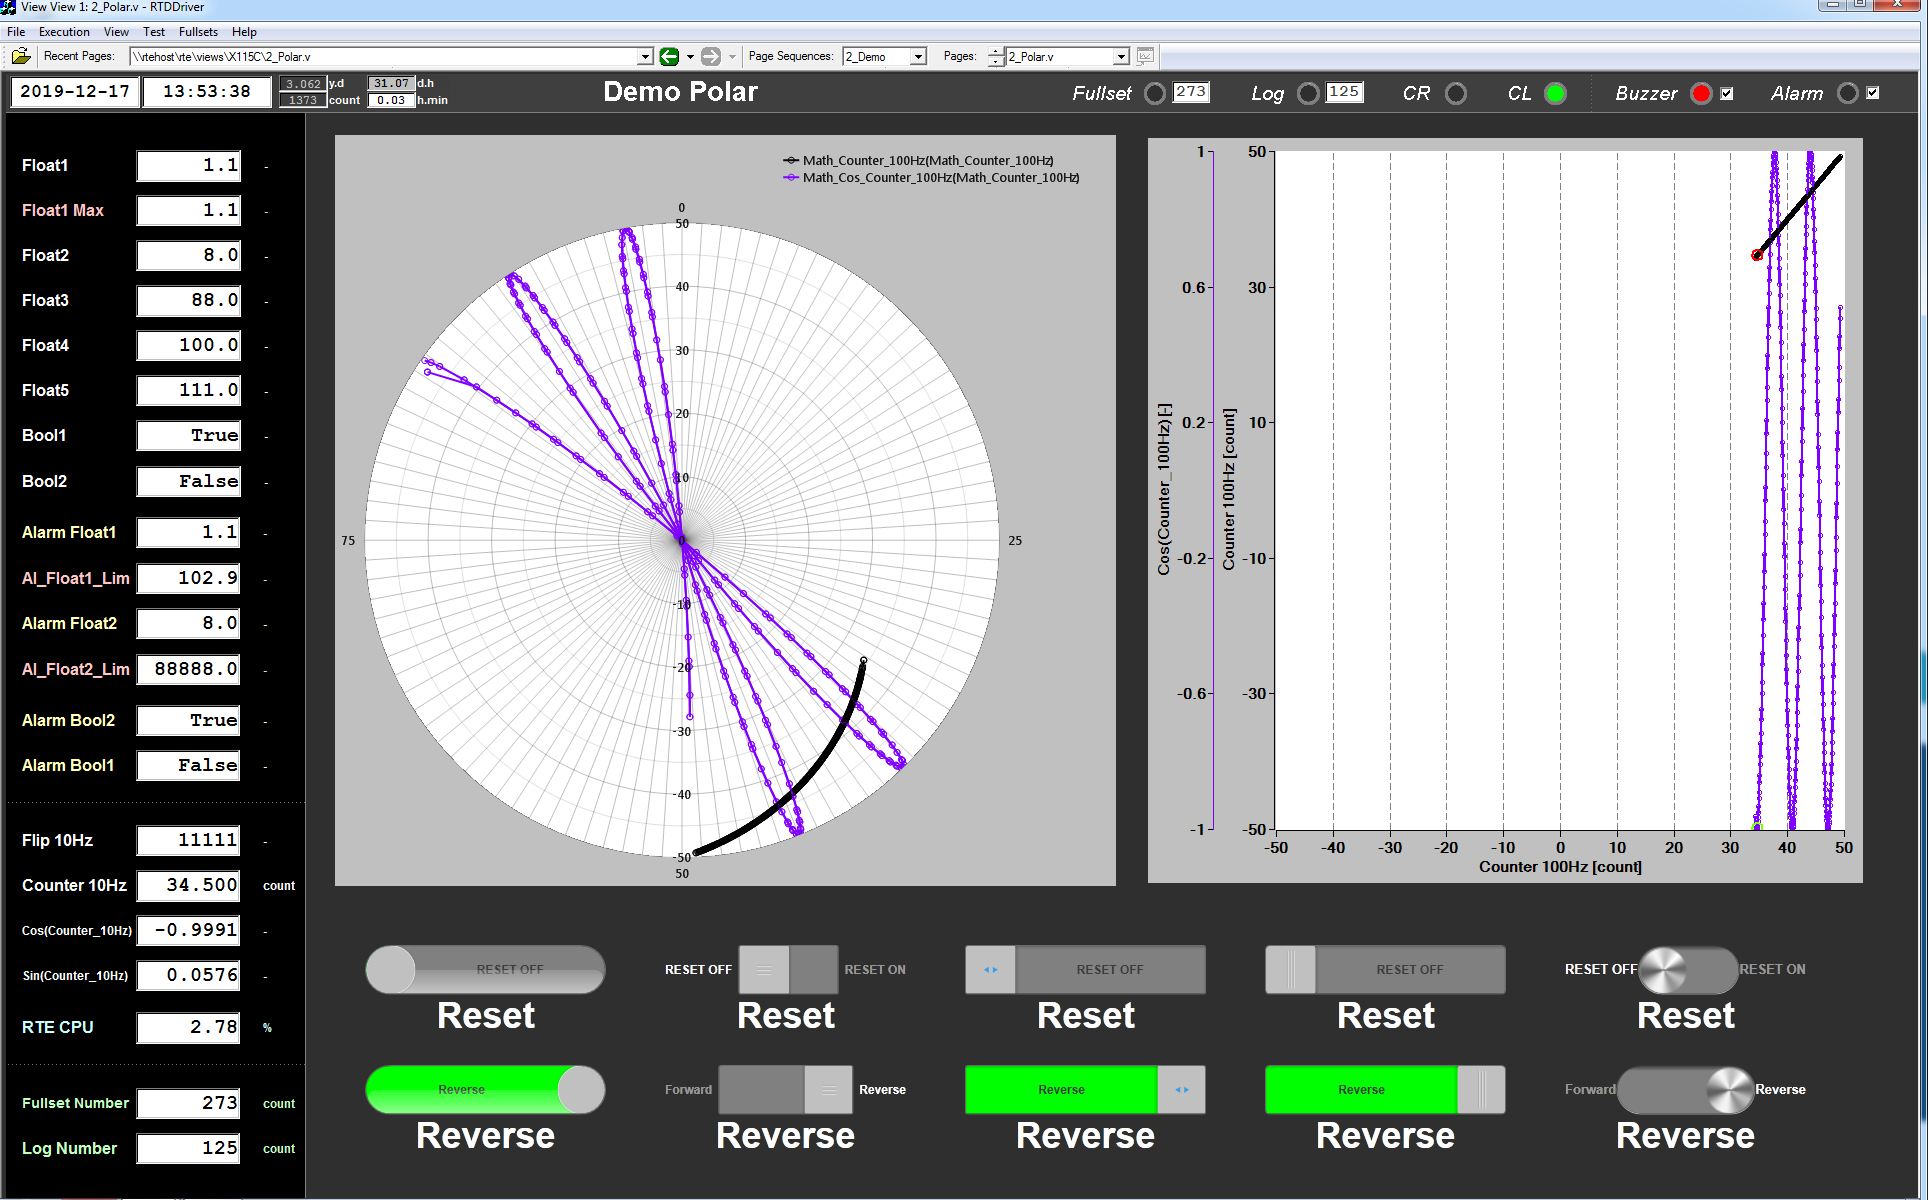 View View 1: 2_Polar.v - RTDDriver
File Execution View Test Fullsets Help
Recent Pages: \\rtehost\rte\views\X115C\2_Polar.v Page Sequences: 2_Demo Pages: 2_Polar.v
2019-12-17 13:53:38 3.062 y.d 31.07 d.h
1373 count 0.03 h.min
Demo Polar
Fullset 273 Log 125 CR CL Buzzer Alarm
Float1 1.1 -
Float1 Max 1.1 -
Float2 8.0 -
Float3 88.0 -
Float4 100.0 -
Float5 111.0 -
Bool1 True -
Bool2 False -
Alarm Float1 1.1 -
Al_Float1_Lim 102.9 -
Alarm Float2 8.0 -
Al_Float2_Lim 88888.0 -
Alarm Bool2 True -
Alarm Bool1 False -
Flip 10Hz 11111 -
Counter 10Hz 34.500 count
Cos(Counter_10Hz) -0.9991 -
Sin(Counter_10Hz) 0.0576 -
RTE CPU 2.78 %
Fullset Number 273 count
Log Number 125 count
Math_Counter_100Hz(Math_Counter_100Hz)
Math_Cos_Counter_100Hz(Math_Counter_100Hz)
0
50
40
30
20
10
75 0 25
-10
-20
-30
-40
-50
50
Cos(Counter_100Hz) [-]
1
0.6
0.2
-0.2
-0.6
-1
Counter 100Hz [count]
50
30
10
-10
-30
-50
-50 -40 -30 -20 -10 0 10 20 30 40 50
Counter 100Hz [count]
RESET OFF RESET OFF RESET ON RESET OFF RESET OFF RESET OFF RESET ON
Reset Reset Reset Reset Reset
Reverse Forward Reverse Reverse Reverse Forward Reverse
Reverse Reverse Reverse Reverse Reverse